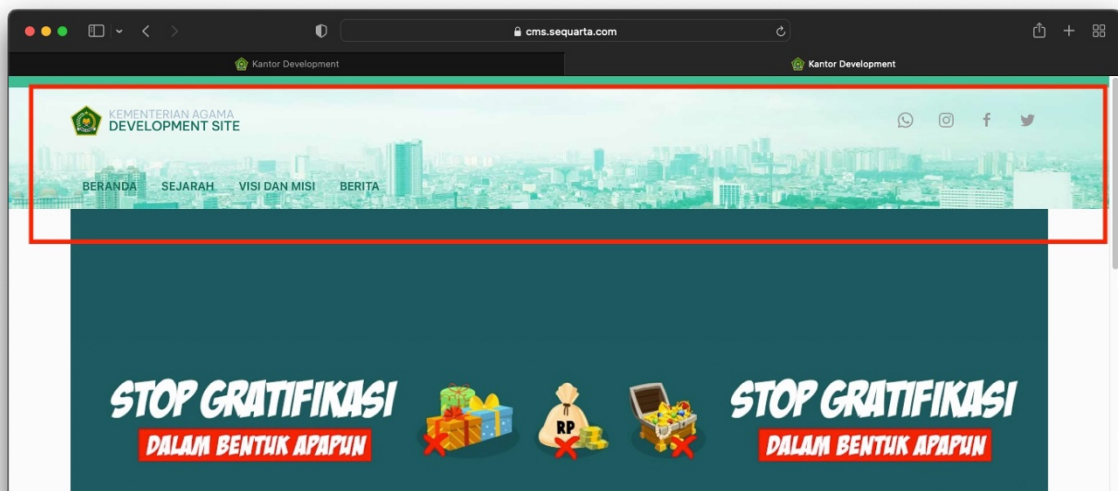 cms.sequarta.com
Kantor Development
Kantor Development
KEMENTERIAN AGAMA
DEVELOPMENT SITE
BERANDA SEJARAH VISI DAN MISI BERITA
STOP GRATIFIKASI
DALAM BENTUK APAPUN
RP
STOP GRATIFIKASI
DALAM BENTUK APAPUN